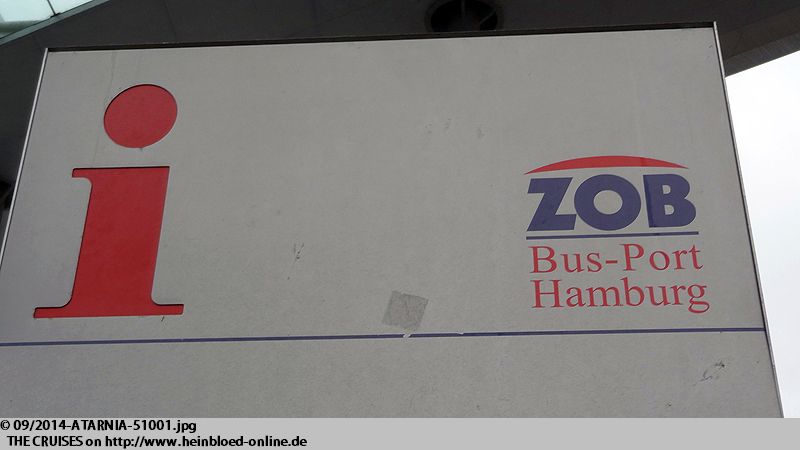 i
ZOB
Bus-Port
Hamburg
© 09/2014-ATARNIA-51001.jpg
THE CRUISES on http://www.heinbloed-online.de